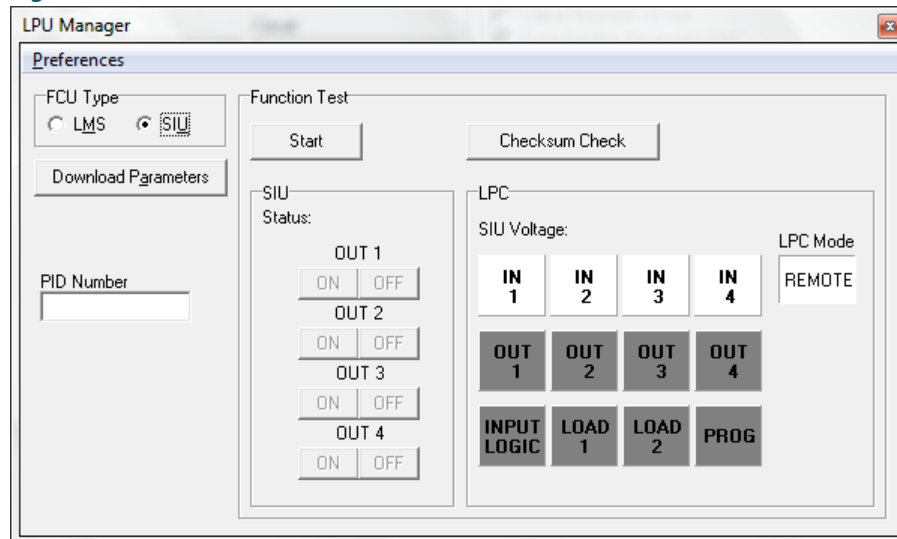 LPU Manager
Preferences
FCU Type
LMS SIU
Download Parameters
PID Number
Function Test
Start
Checksum Check
SIU
Status:
OUT 1
ON OFF
OUT 2
ON OFF
OUT 3
ON OFF
OUT 4
ON OFF
LPC
SIU Voltage:
LPC Mode
REMOTE
IN 1
IN 2
IN 3
IN 4
OUT 1
OUT 2
OUT 3
OUT 4
INPUT LOGIC
LOAD 1
LOAD 2
PROG